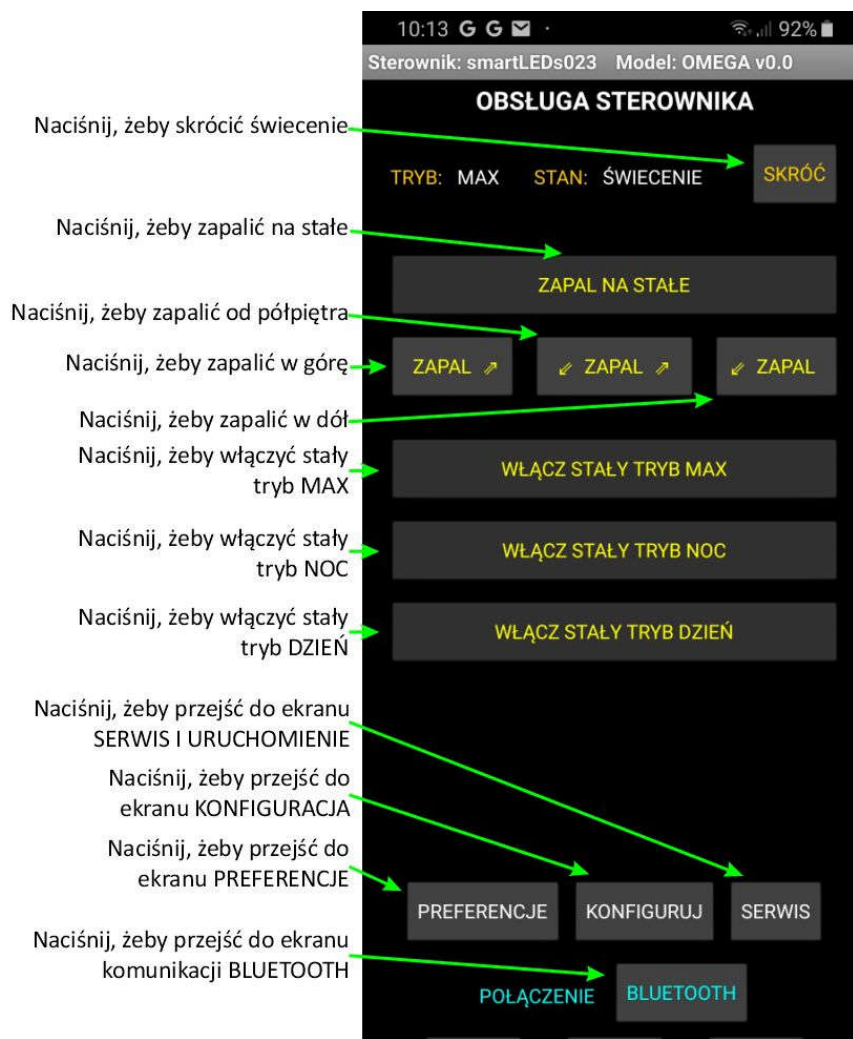 10:13 G G 92%
Sterownik: smartLEDs023 Model: OMEGA v0.0
OBSŁUGA STEROWNIKA
Naciśnij, żeby skrócić świecenie
TRYB: MAX STAN: ŚWIECENIE SKRÓĆ
Naciśnij, żeby zapalić na stałe
ZAPAL NA STAŁE
Naciśnij, żeby zapalić od półpiętra
Naciśnij, żeby zapalić w górę
ZAPAL ⇗ ⇙ ZAPAL ⇗ ⇙ ZAPAL
Naciśnij, żeby zapalić w dół
Naciśnij, żeby włączyć stały
tryb MAX
WŁĄCZ STAŁY TRYB MAX
Naciśnij, żeby włączyć stały
tryb NOC
WŁĄCZ STAŁY TRYB NOC
Naciśnij, żeby włączyć stały
tryb DZIEŃ
WŁĄCZ STAŁY TRYB DZIEŃ
Naciśnij, żeby przejść do ekranu
SERWIS I URUCHOMIENIE
Naciśnij, żeby przejść do
ekranu KONFIGURACJA
Naciśnij, żeby przejść do
ekranu PREFERENCJE
PREFERENCJE KONFIGURUJ SERWIS
Naciśnij, żeby przejść do ekranu
komunikacji BLUETOOTH
POŁĄCZENIE BLUETOOTH